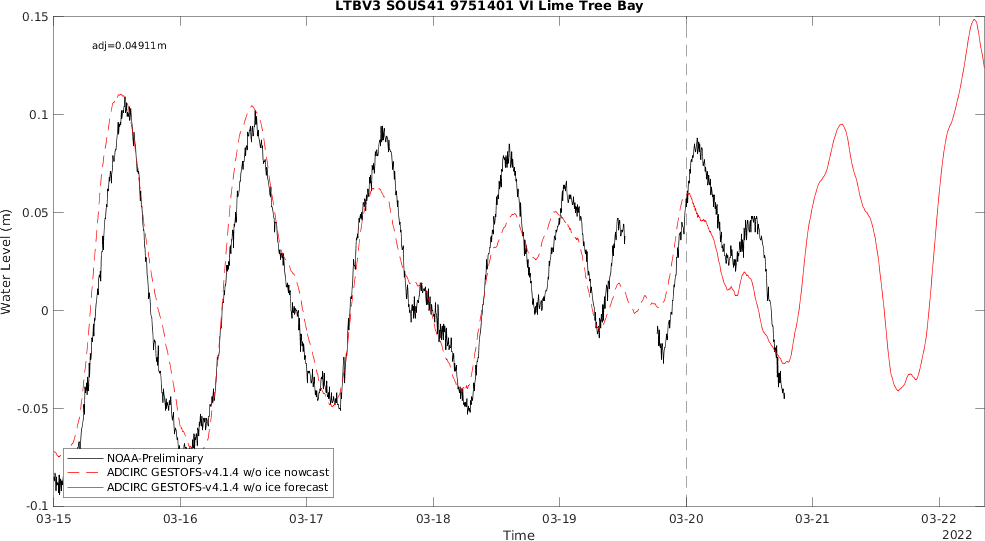 LTBV3 SOUS41 9751401 VI Lime Tree Bay
adj=0.04911m
0.15
0.1
0.05
0
-0.05
-0.1
Water Level (m)
NOAA-Preliminary
ADCIRC GESTOFS-v4.1.4 w/o ice nowcast
ADCIRC GESTOFS-v4.1.4 w/o ice forecast
03-15 03-16 03-17 03-18 03-19 03-20 03-21 03-22
Time
2022